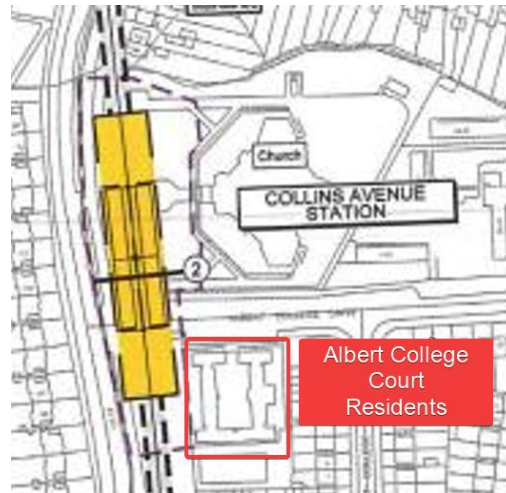 Church
COLLINS AVENUE
STATION
2
Albert College
Court
Residents